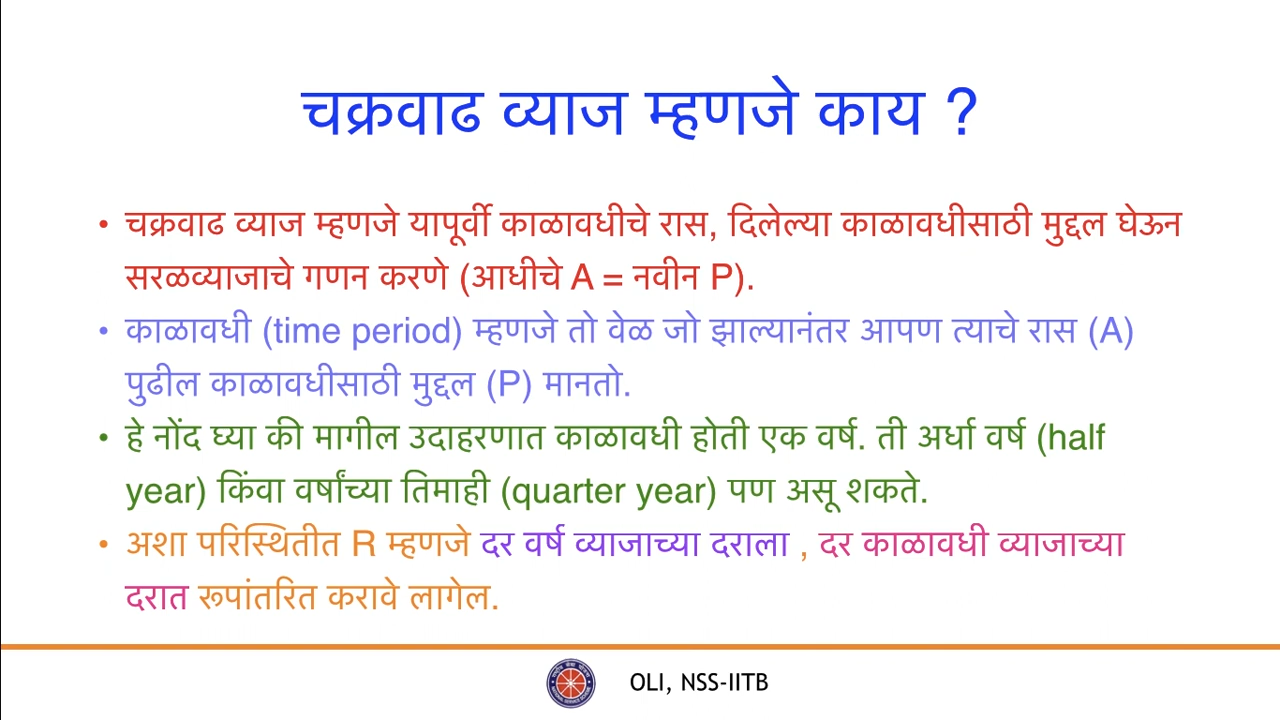 चक्रवाढ व्याज म्हणजे काय ?
• चक्रवाढ व्याज म्हणजे यापूर्वी काळावधीचे रास, दिलेल्या काळावधीसाठी मुद्दल घेऊन
सरळव्याजाचे गणन करणे (आधीचे A = नवीन P).
• काळावधी (time period) म्हणजे तो वेळ जो झाल्यानंतर आपण त्याचे रास (A)
पुढील काळावधीसाठी मुद्दल (P) मानतो.
• हे नोंद घ्या की मागील उदाहरणात काळावधी होती एक वर्ष. ती अर्धा वर्ष (half
year) किंवा वर्षांच्या तिमाही (quarter year) पण असू शकते.
• अशा परिस्थितीत R म्हणजे दर वर्ष व्याजाच्या दराला , दर काळावधी व्याजाच्या
दरात रूपांतरित करावे लागेल.
OLI, NSS-IITB